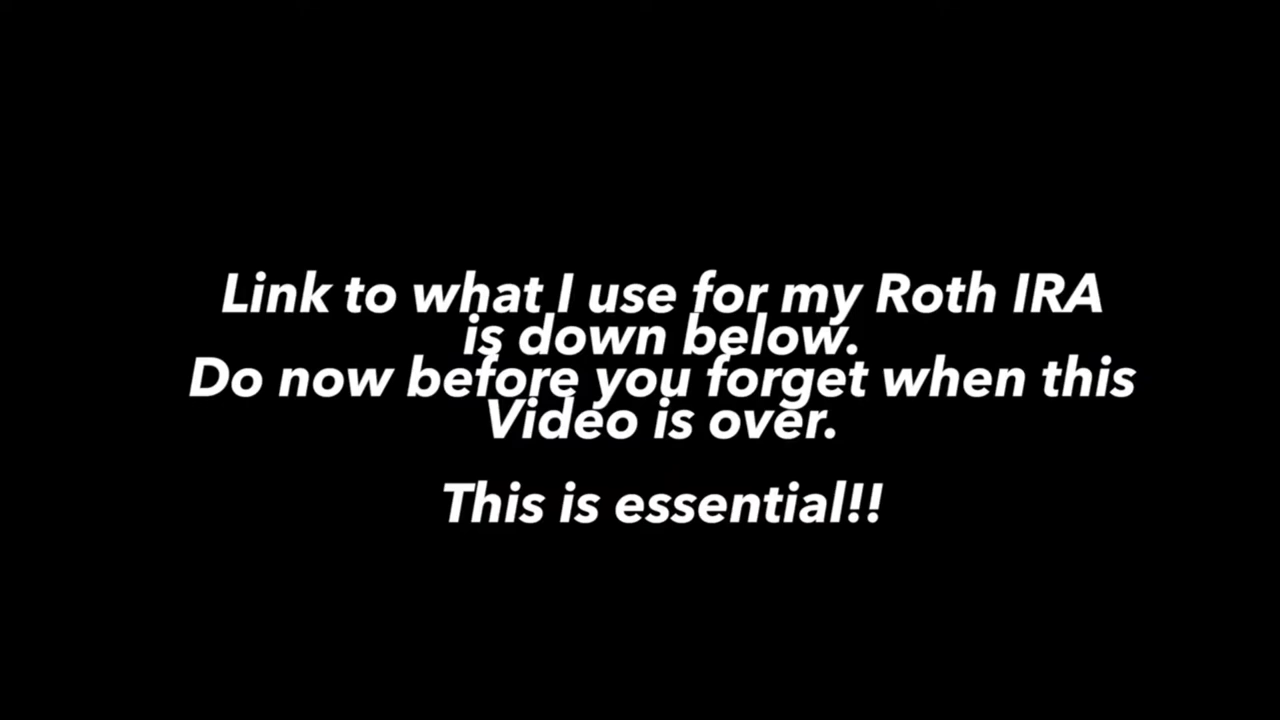 Link to what I use for my Roth IRA
is down below.
Do now before you forget when this
Video is over.
This is essential!!